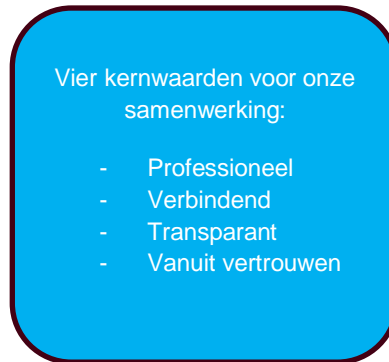 Vier kernwaarden voor onze
samenwerking:
- Professioneel
- Verbindend
- Transparant
- Vanuit vertrouwen